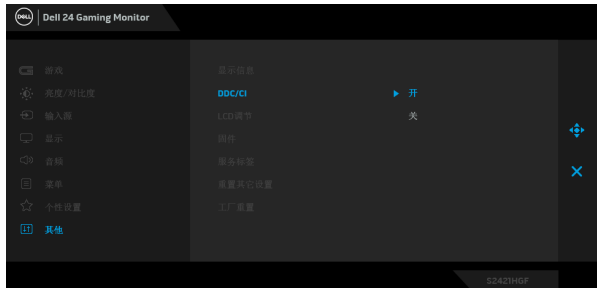 DELL Dell 24 Gaming Monitor
游戏
亮度/对比度
输入源
显示
音频
菜单
个性设置
其他
显示信息
DDC/CI 开
LCD调节 关
固件
服务标签
重置其它设置
工厂重置
S2421HGF